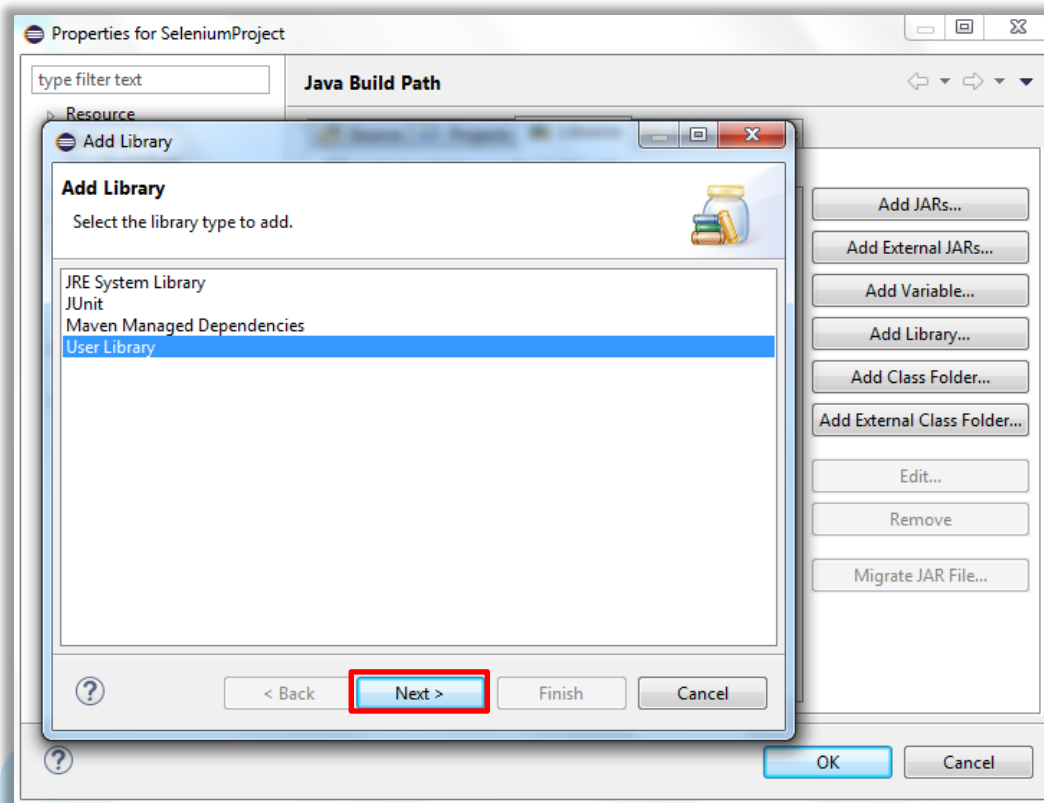 Properties for SeleniumProject
type filter text
Java Build Path
Resource
Add Library
Add Library
Select the library type to add.
JRE System Library
JUnit
Maven Managed Dependencies
User Library
Add JARs...
Add External JARs...
Add Variable...
Add Library...
Add Class Folder...
Add External Class Folder...
Edit...
Remove
Migrate JAR File...
< Back
Next >
Finish
Cancel
OK
Cancel